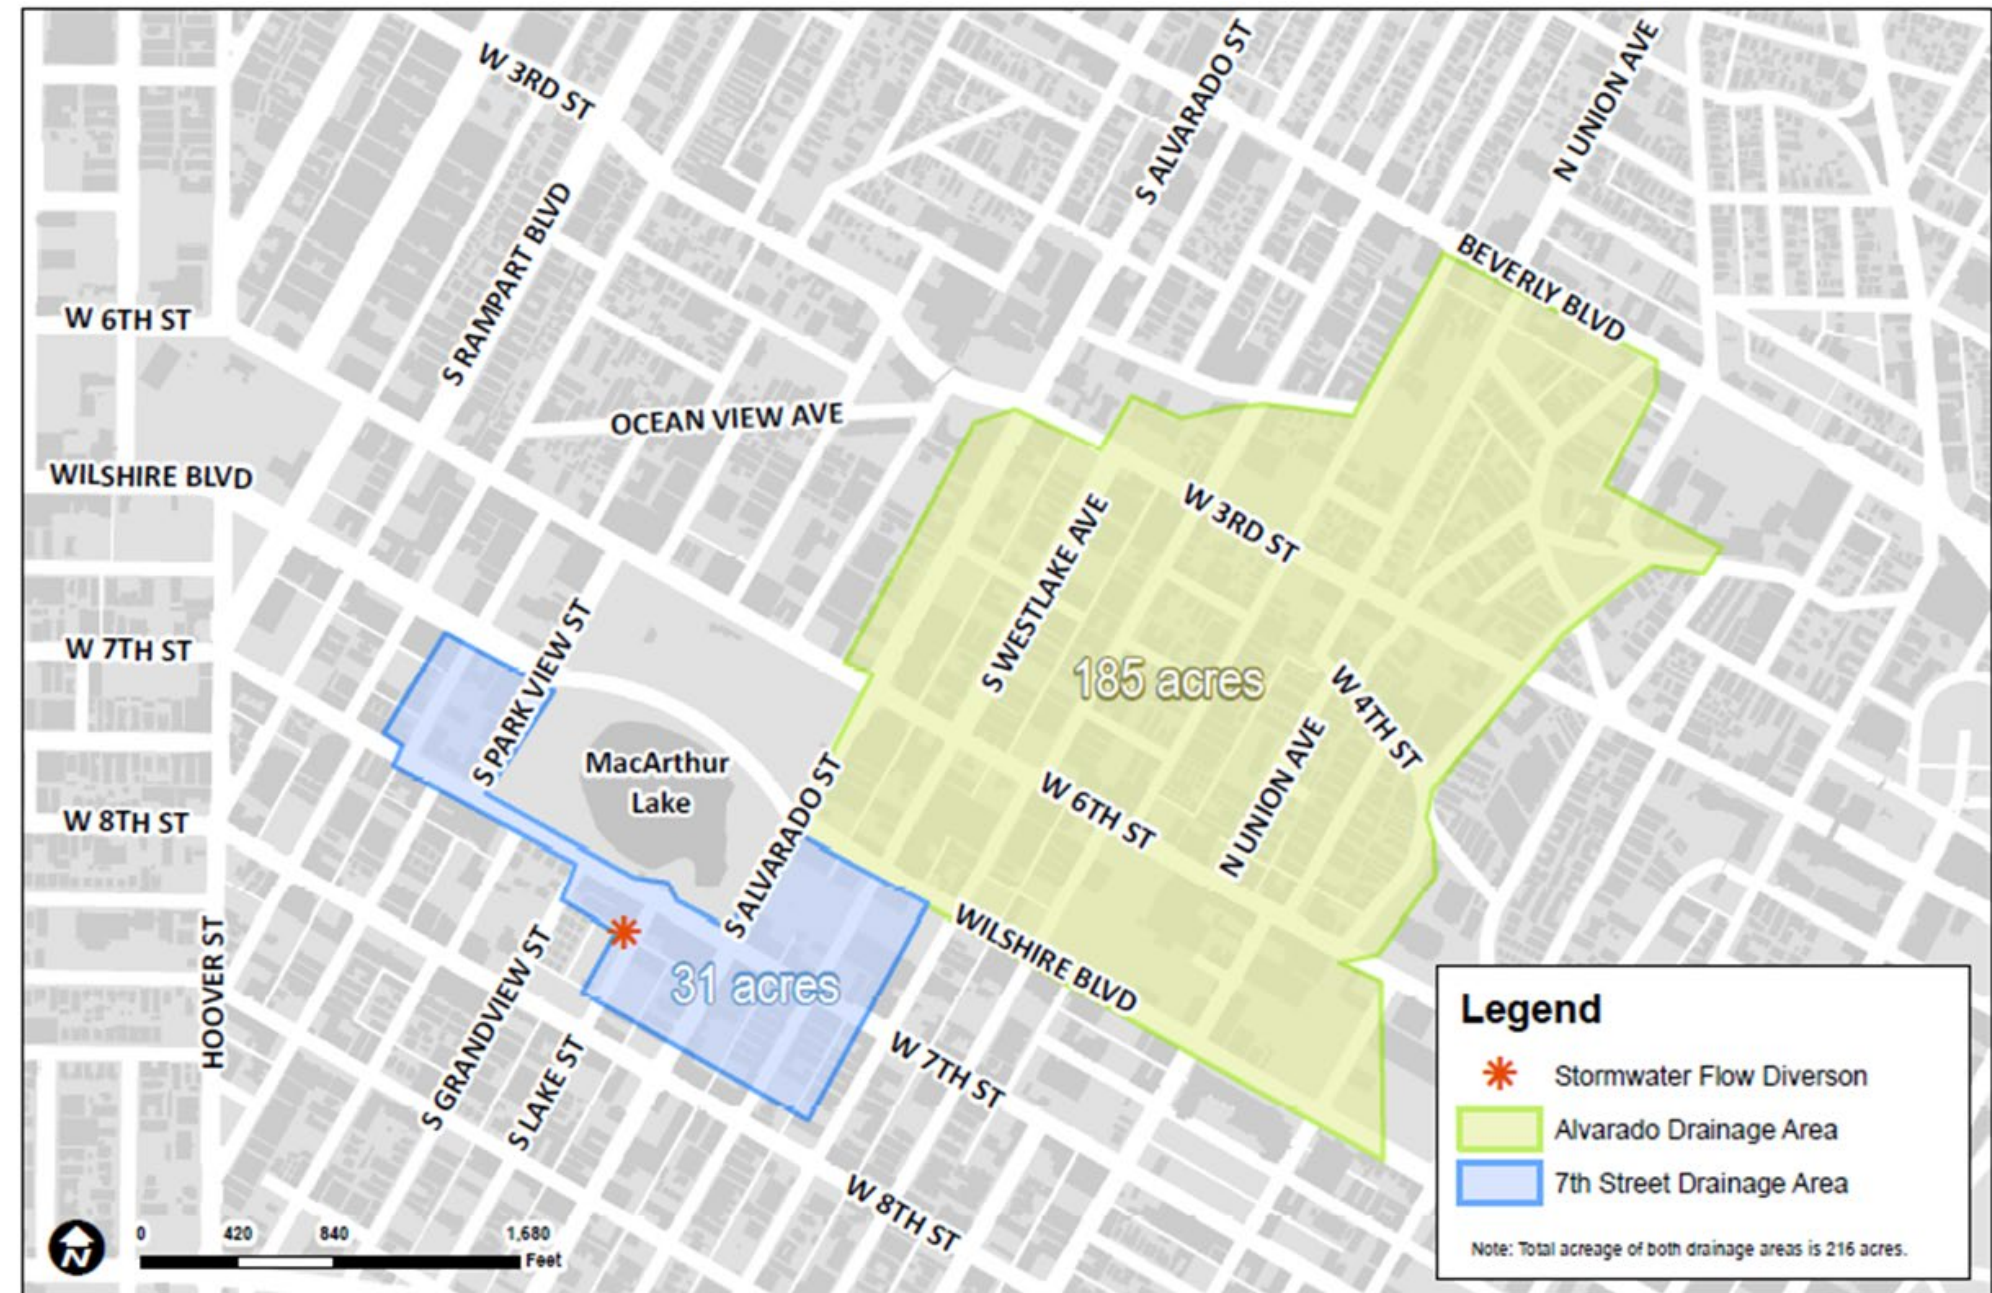 W 3RD ST
S ALVARADO ST
N UNION AVE
S RAMPART BLVD
BEVERLY BLVD
W 6TH ST
OCEAN VIEW AVE
WILSHIRE BLVD
W 3RD ST
S WESTLAKE AVE
W 7TH ST
S PARK VIEW ST
185 acres
W 4TH ST
MacArthur
Lake
S ALVARADO ST
N UNION AVE
W 6TH ST
W 8TH ST
HOOVER ST
S GRANDVIEW ST
31 acres
WILSHIRE BLVD
S LAKE ST
W 7TH ST
W 8TH ST
Legend
Stormwater Flow Diverson
Alvarado Drainage Area
7th Street Drainage Area
Note: Total acreage of both drainage areas is 216 acres.
N
0 420 840 1,680
Feet